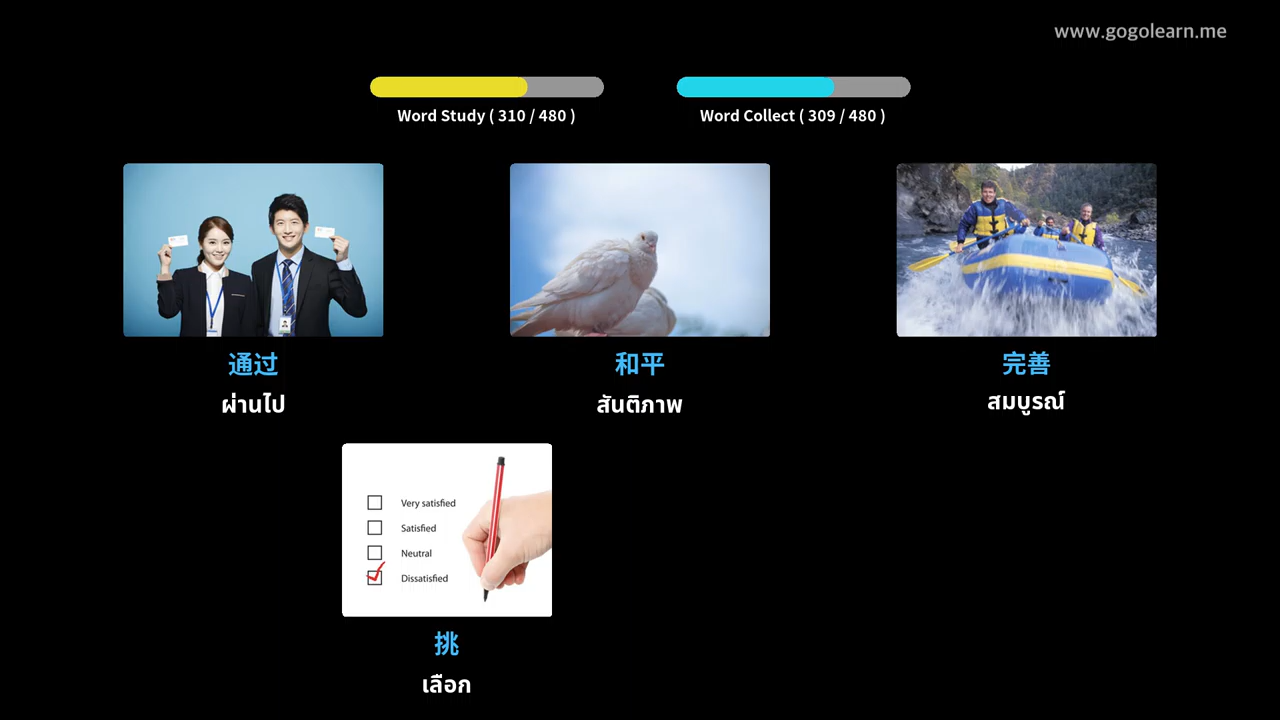 www.gogolearn.me
Word Study ( 310 / 480 )
Word Collect ( 309 / 480 )
通过
ผ่านไป
和平
สันติภาพ
完善
สมบูรณ์
Very satisfied
Satisfied
Neutral
Dissatisfied
挑
เลือก